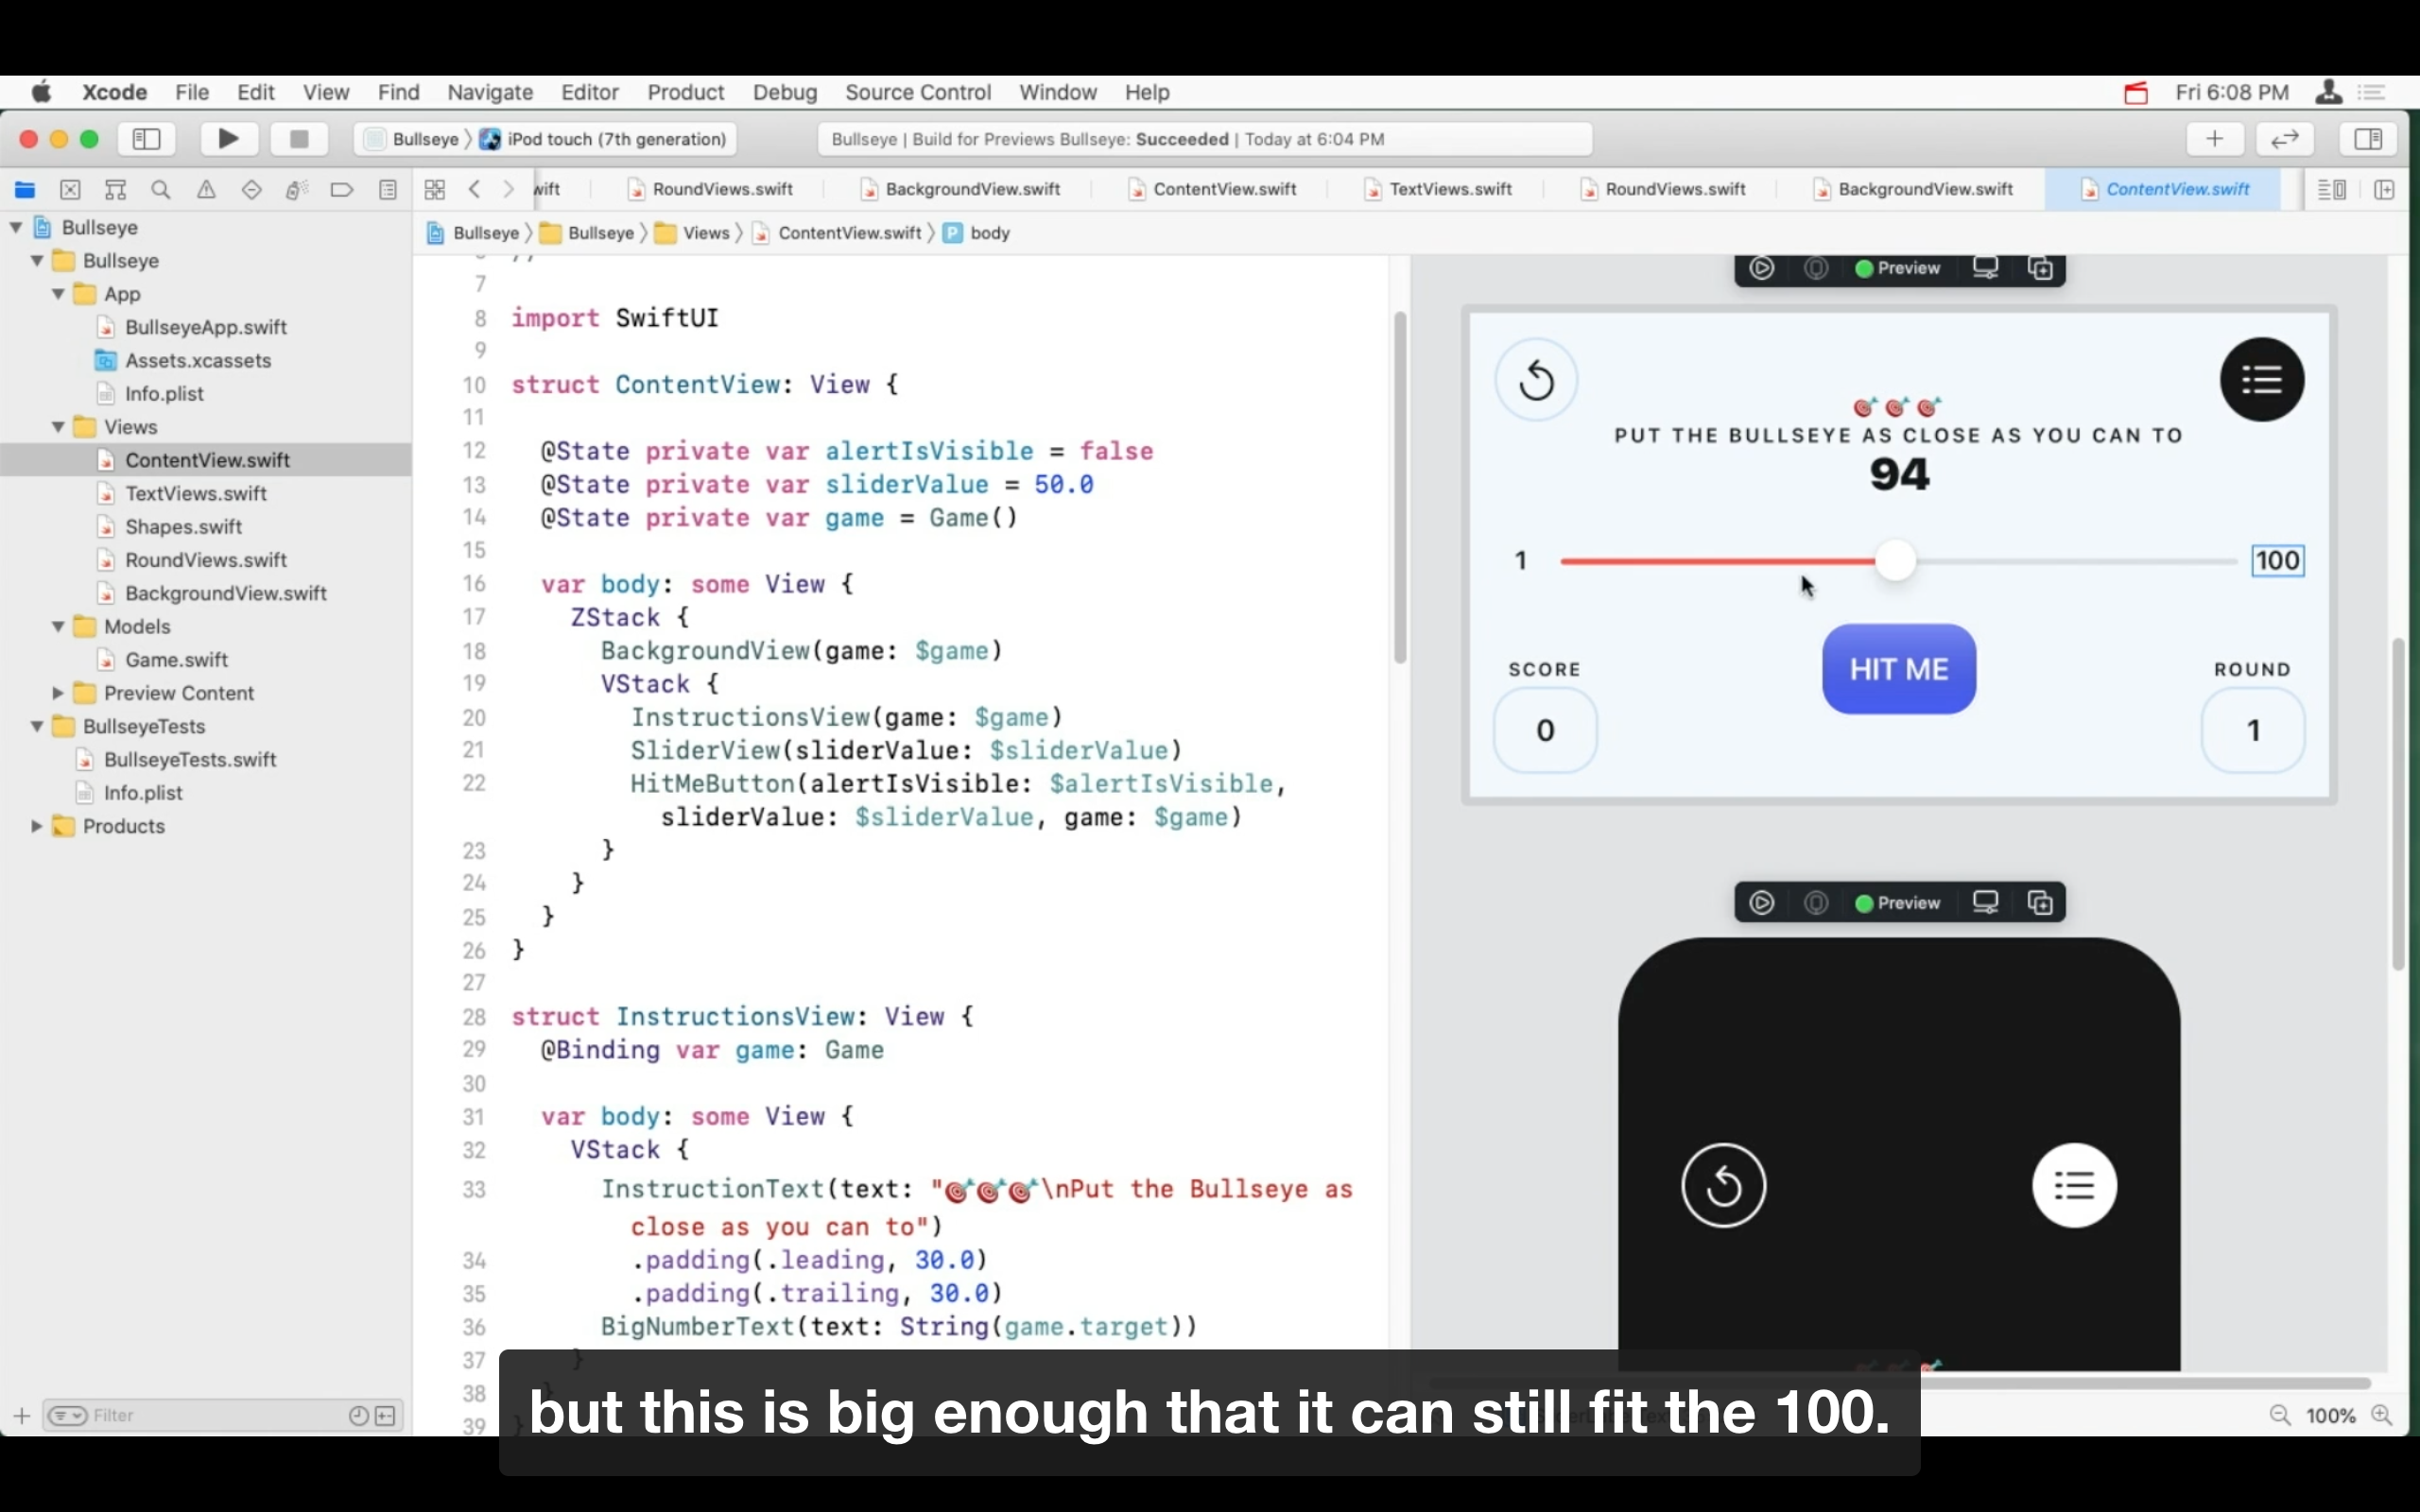 Xcode File Edit View Find Navigate Editor Product Debug Source Control Window Help Fri 6:08 PM
Bullseye 〉 iPod touch (7th generation) Bullseye | Build for Previews Bullseye: Succeeded | Today at 6:04 PM
RoundViews.swift BackgroundView.swift ContentView.swift TextViews.swift RoundViews.swift BackgroundView.swift ContentView.swift
Bullseye 〉 Bullseye 〉 Views 〉 ContentView.swift 〉 P body
Bullseye
Bullseye
App
BullseyeApp.swift
Assets.xcassets
Info.plist
Views
ContentView.swift
TextViews.swift
Shapes.swift
RoundViews.swift
BackgroundView.swift
Models
Game.swift
Preview Content
BullseyeTests
BullseyeTests.swift
Info.plist
Products
Filter
7
8 import SwiftUI
9
10 struct ContentView: View {
11
12 @State private var alertIsVisible = false
13 @State private var sliderValue = 50.0
14 @State private var game = Game()
15
16 var body: some View {
17 ZStack {
18 BackgroundView(game: $game)
19 VStack {
20 InstructionsView(game: $game)
21 SliderView(sliderValue: $sliderValue)
22 HitMeButton(alertIsVisible: $alertIsVisible,
sliderValue: $sliderValue, game: $game)
23 }
24 }
25 }
26 }
27
28 struct InstructionsView: View {
29 @Binding var game: Game
30
31 var body: some View {
32 VStack {
33 InstructionText(text: "🎯🎯🎯\nPut the Bullseye as
close as you can to")
34 .padding(.leading, 30.0)
35 .padding(.trailing, 30.0)
36 BigNumberText(text: String(game.target))
37 }
38 }
39 }
Preview
🎯🎯🎯
PUT THE BULLSEYE AS CLOSE AS YOU CAN TO
94
1 100
HIT ME
SCORE ROUND
0 1
Preview
100%
but this is big enough that it can still fit the 100.